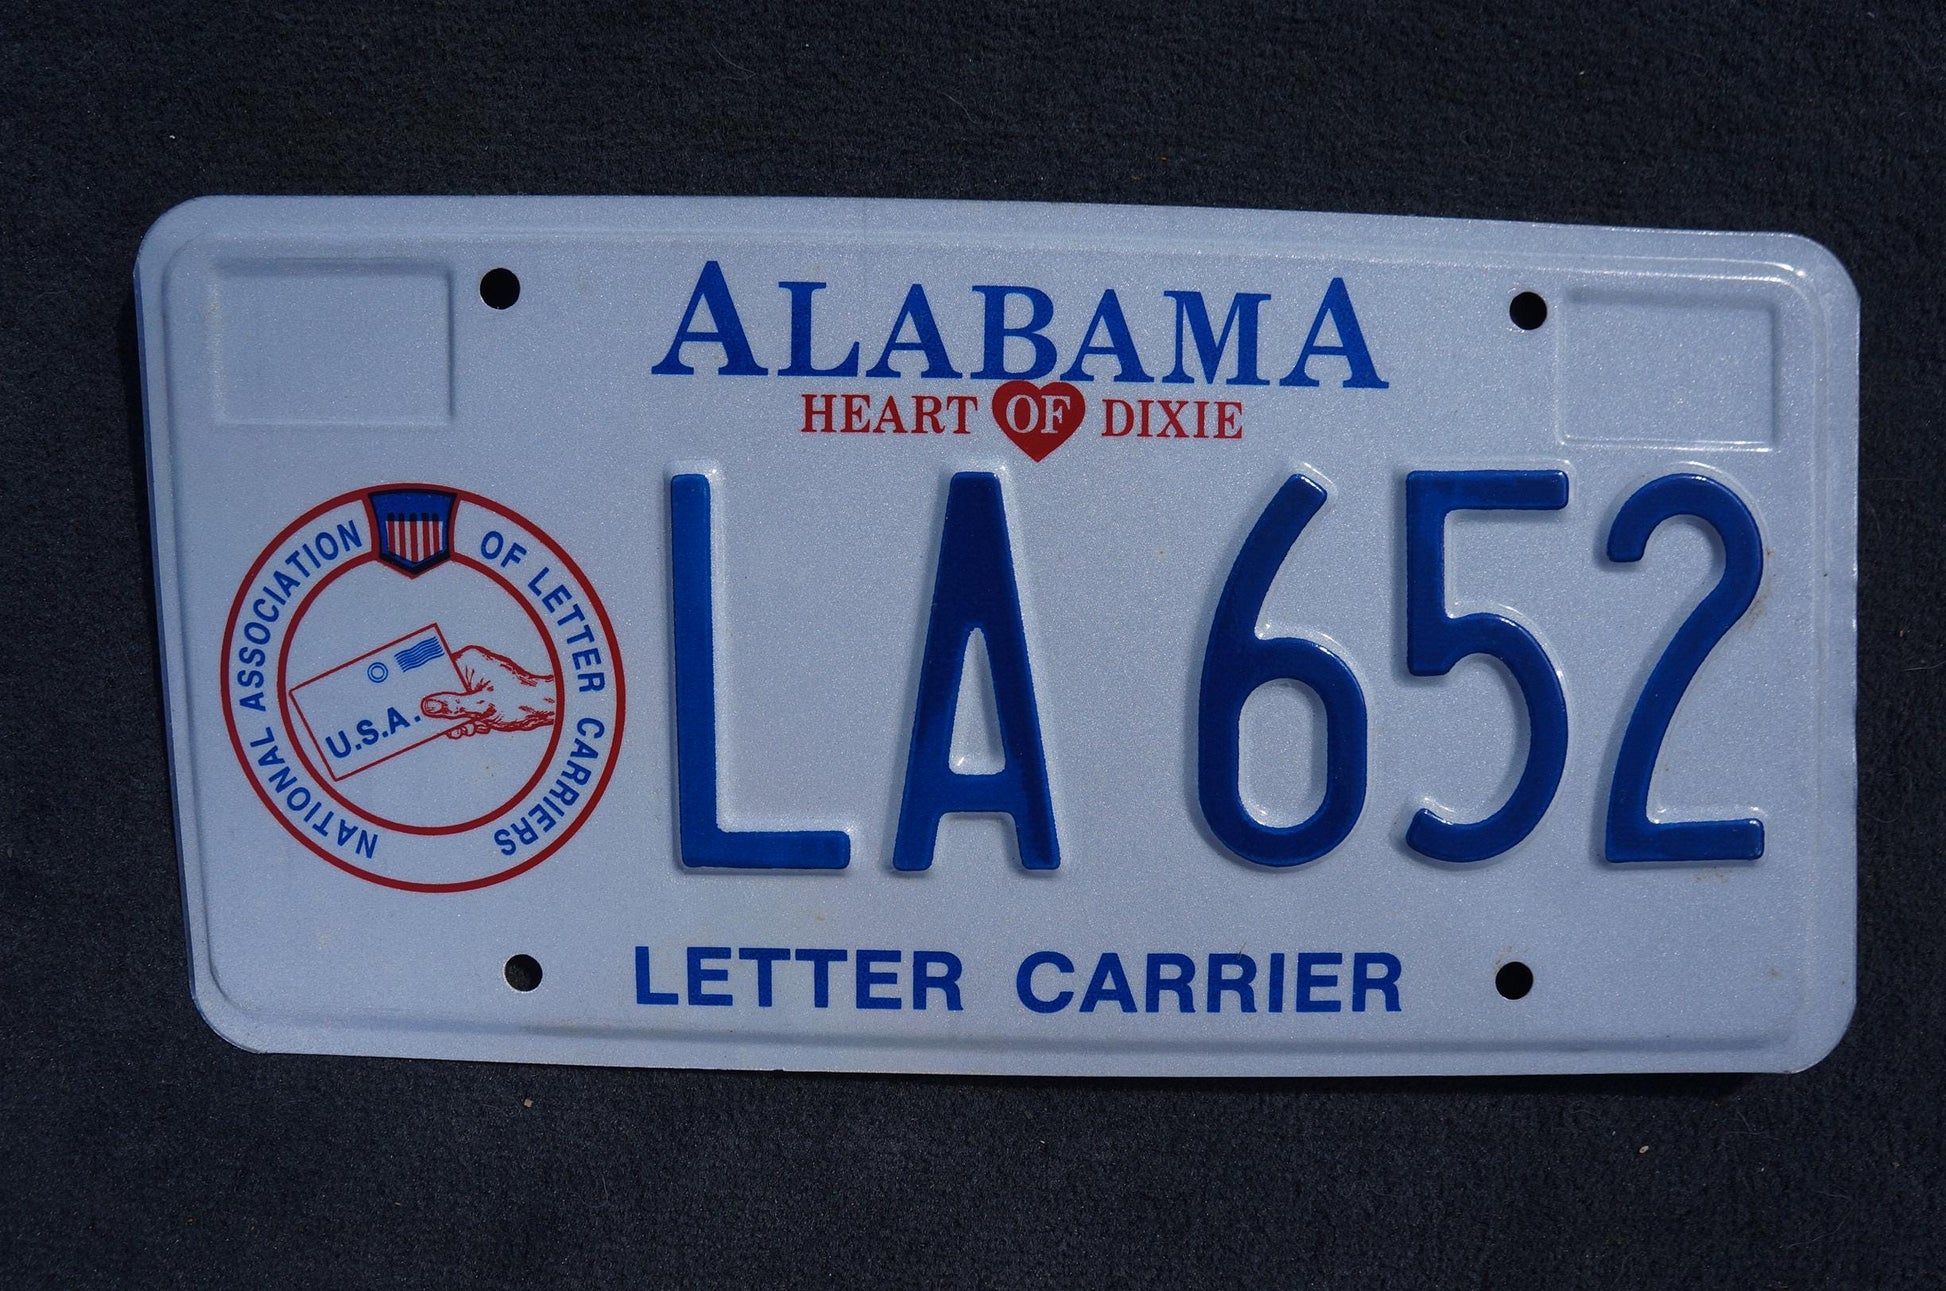 ALABAMA
HEART OF DIXIE
NATIONAL ASSOCIATION OF LETTER CARRIERS
U.S.A.
LA 652
LETTER CARRIER